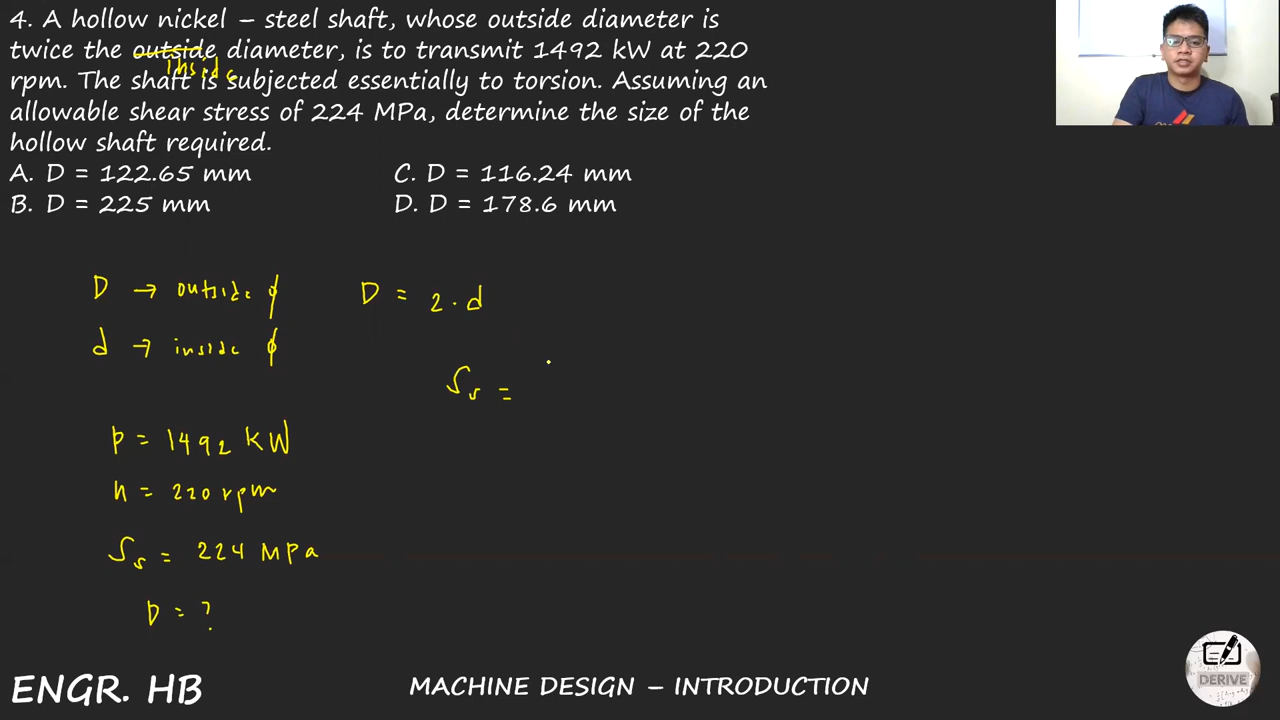 4. A hollow nickel – steel shaft, whose outside diameter is
twice the outside diameter, is to transmit 1492 kW at 220
inside
rpm. The shaft is subjected essentially to torsion. Assuming an
allowable shear stress of 224 MPa, determine the size of the
hollow shaft required.
A. D = 122.65 mm C. D = 116.24 mm
B. D = 225 mm D. D = 178.6 mm
D → outside ϕ D = 2 · d
d → inside ϕ
Ss =
P = 1492 kW
n = 220 rpm
Ss = 224 MPa
D = ?
DERIVE
ENGR. HB MACHINE DESIGN – INTRODUCTION